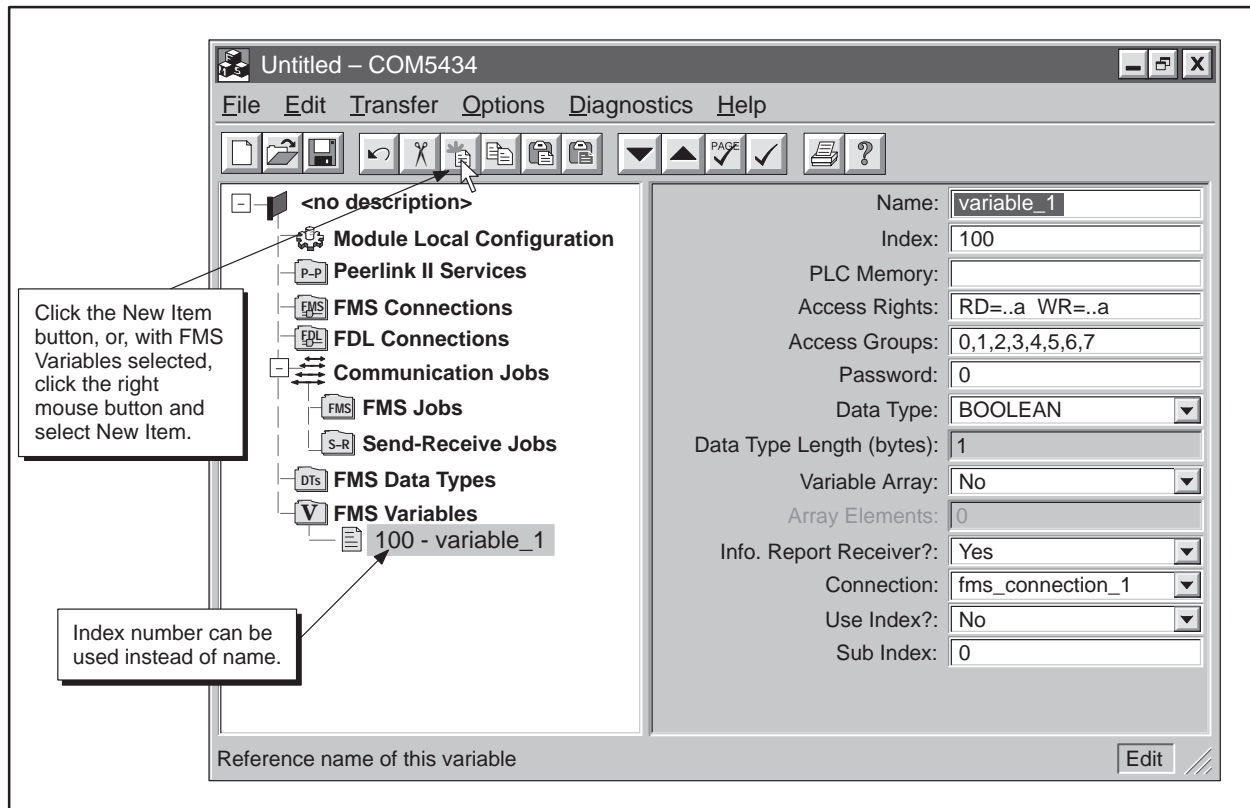 Untitled – COM5434
File Edit Transfer Options Diagnostics Help
PAGE
?
<no description>
Module Local Configuration
P–P Peerlink II Services
FMS FMS Connections
FDL FDL Connections
Communication Jobs
FMS FMS Jobs
S–R Send-Receive Jobs
DTs FMS Data Types
V FMS Variables
100 - variable_1
Click the New Item
button, or, with FMS
Variables selected,
click the right
mouse button and
select New Item.
Index number can be
used instead of name.
Name: variable_1
Index: 100
PLC Memory:
Access Rights: RD=..a WR=..a
Access Groups: 0,1,2,3,4,5,6,7
Password: 0
Data Type: BOOLEAN
Data Type Length (bytes): 1
Variable Array: No
Array Elements: 0
Info. Report Receiver?: Yes
Connection: fms_connection_1
Use Index?: No
Sub Index: 0
Reference name of this variable
Edit